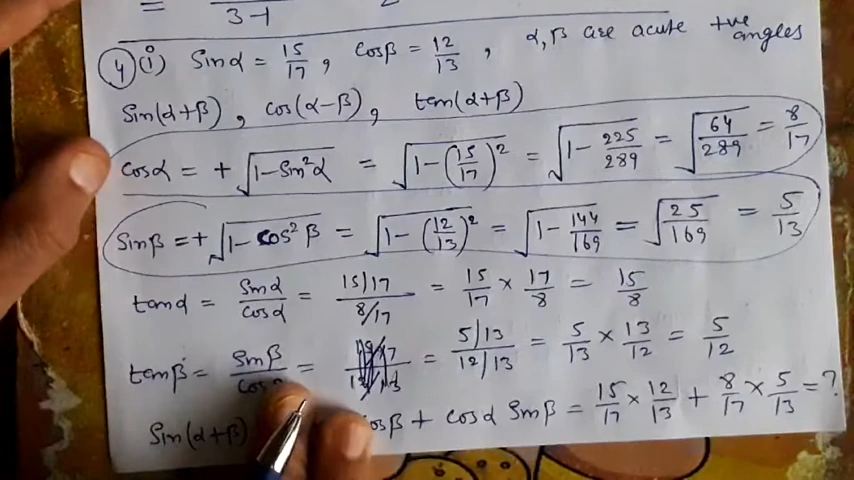 = 3-1
4 (i) Sinα = 15/17, cosβ = 12/13, α, β are acute +ve angles
Sin(α+β), cos(α-β), tan(α+β)
cosα = +√(1-Sin²α) = √(1-(15/17)²) = √(1-225/289) = √(64/289) = 8/17
Sinβ = +√(1-cos²β) = √(1-(12/13)²) = √(1-144/169) = √(25/169) = 5/13
tanα = Sinα/cosα = 15/17/8/17 = 15/17 × 17/8 = 15/8
tanβ = Sinβ/cos = = 5/13/12/13 = 5/13 × 13/12 = 5/12
Sin(α+β) cosβ + cosα Sinβ = 15/17 × 12/13 + 8/17 × 5/13 = ?